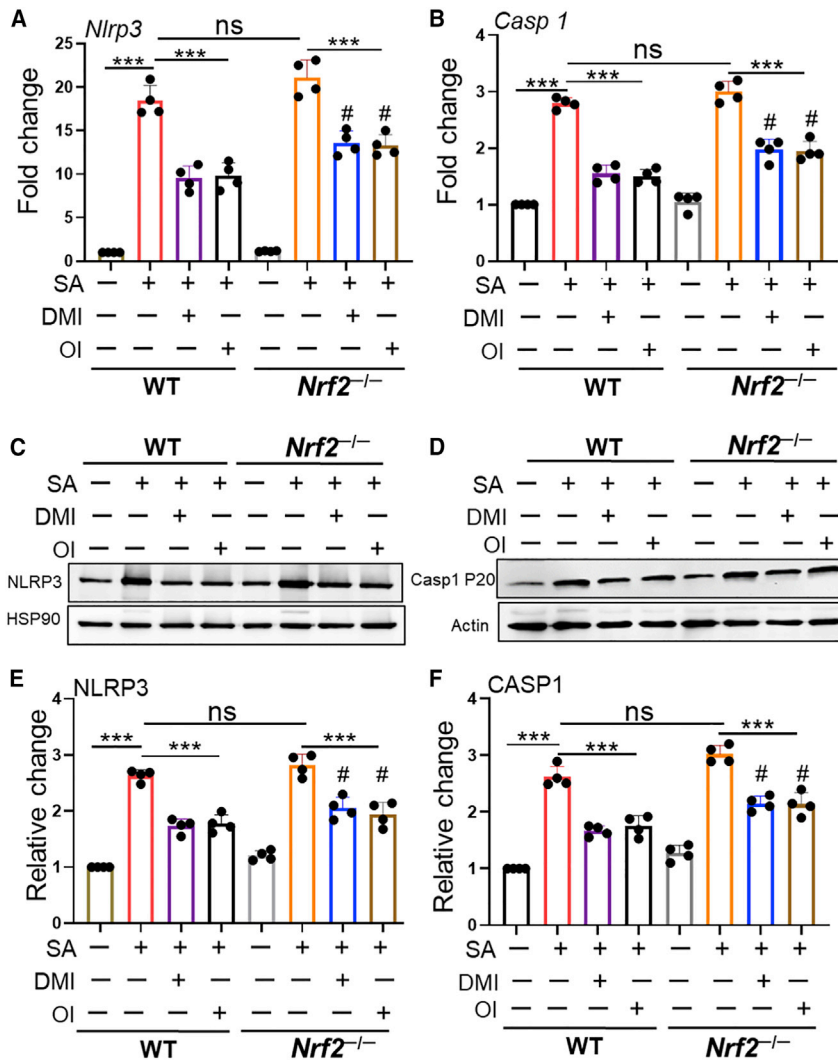 A
Nlrp3
ns
***
***
***
# #
Fold change
25
20
15
10
5
0
SA — + + + — + + +
DMI — — + — — — + —
OI — — — + — — — +
WT Nrf2–/–
B
Casp 1
ns
***
***
***
# #
Fold change
4
3
2
1
0
SA — + + + — + + +
DMI — — + — — — + —
OI — — — + — — — +
WT Nrf2–/–
C
WT Nrf2–/–
SA — + + + — + + +
DMI — — + — — — + —
OI — — — + — — — +
NLRP3
HSP90
D
WT Nrf2–/–
SA — + + + — + + +
DMI — — + — — — + —
OI — — — + — — — +
Casp1 P20
Actin
E
NLRP3
ns
***
***
***
# #
Relative change
4
3
2
1
0
SA — + + + — + + +
DMI — — + — — — + —
OI — — — + — — — +
WT Nrf2–/–
F
CASP1
ns
***
***
***
# #
Relative change
4
3
2
1
0
SA — + + + — + + +
DMI — — + — — — + —
OI — — — + — — — +
WT Nrf2–/–